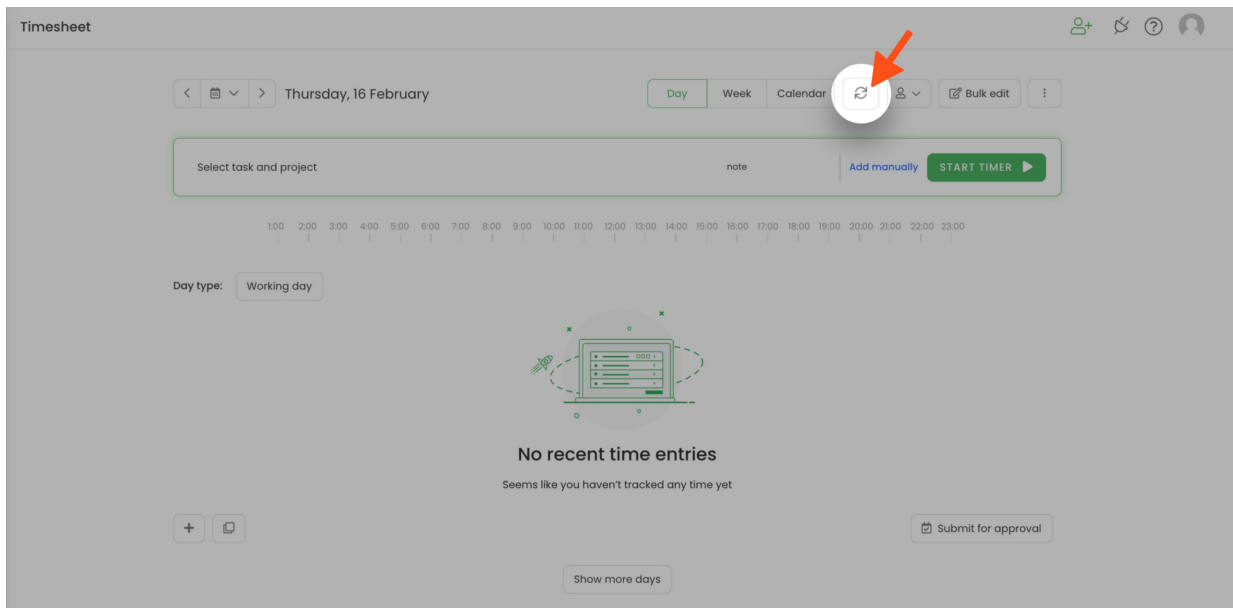 Timesheet
Thursday, 16 February
Day Week Calendar Bulk edit
Select task and project note Add manually START TIMER
1:00 2:00 3:00 4:00 5:00 6:00 7:00 8:00 9:00 10:00 11:00 12:00 13:00 14:00 15:00 16:00 17:00 18:00 19:00 20:00 21:00 22:00 23:00
Day type: Working day
No recent time entries
Seems like you haven't tracked any time yet
Submit for approval
Show more days